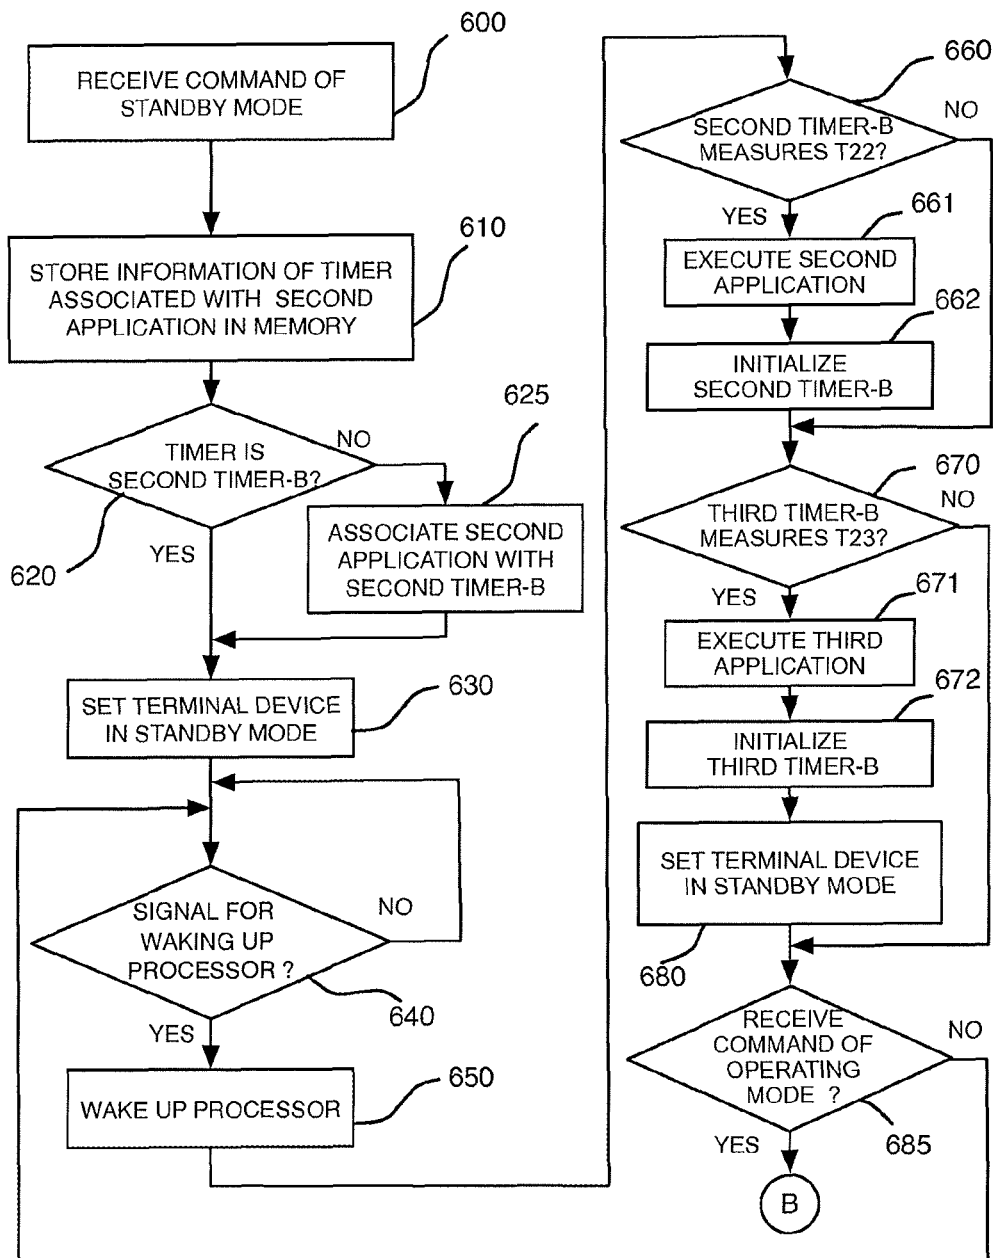 600
RECEIVE COMMAND OF
STANDBY MODE
610
STORE INFORMATION OF TIMER
ASSOCIATED WITH SECOND
APPLICATION IN MEMORY
625
TIMER IS
SECOND TIMER-B?
NO
YES
620
ASSOCIATE SECOND
APPLICATION WITH
SECOND TIMER-B
630
SET TERMINAL DEVICE
IN STANDBY MODE
SIGNAL FOR
WAKING UP
PROCESSOR ?
NO
640
YES
650
WAKE UP PROCESSOR
660
NO
SECOND TIMER-B
MEASURES T22?
YES
661
EXECUTE SECOND
APPLICATION
662
INITIALIZE
SECOND TIMER-B
670
NO
THIRD TIMER-B
MEASURES T23?
YES
671
EXECUTE THIRD
APPLICATION
672
INITIALIZE
THIRD TIMER-B
SET TERMINAL DEVICE
IN STANDBY MODE
680
RECEIVE
COMMAND OF
OPERATING
MODE ?
NO
685
YES
B